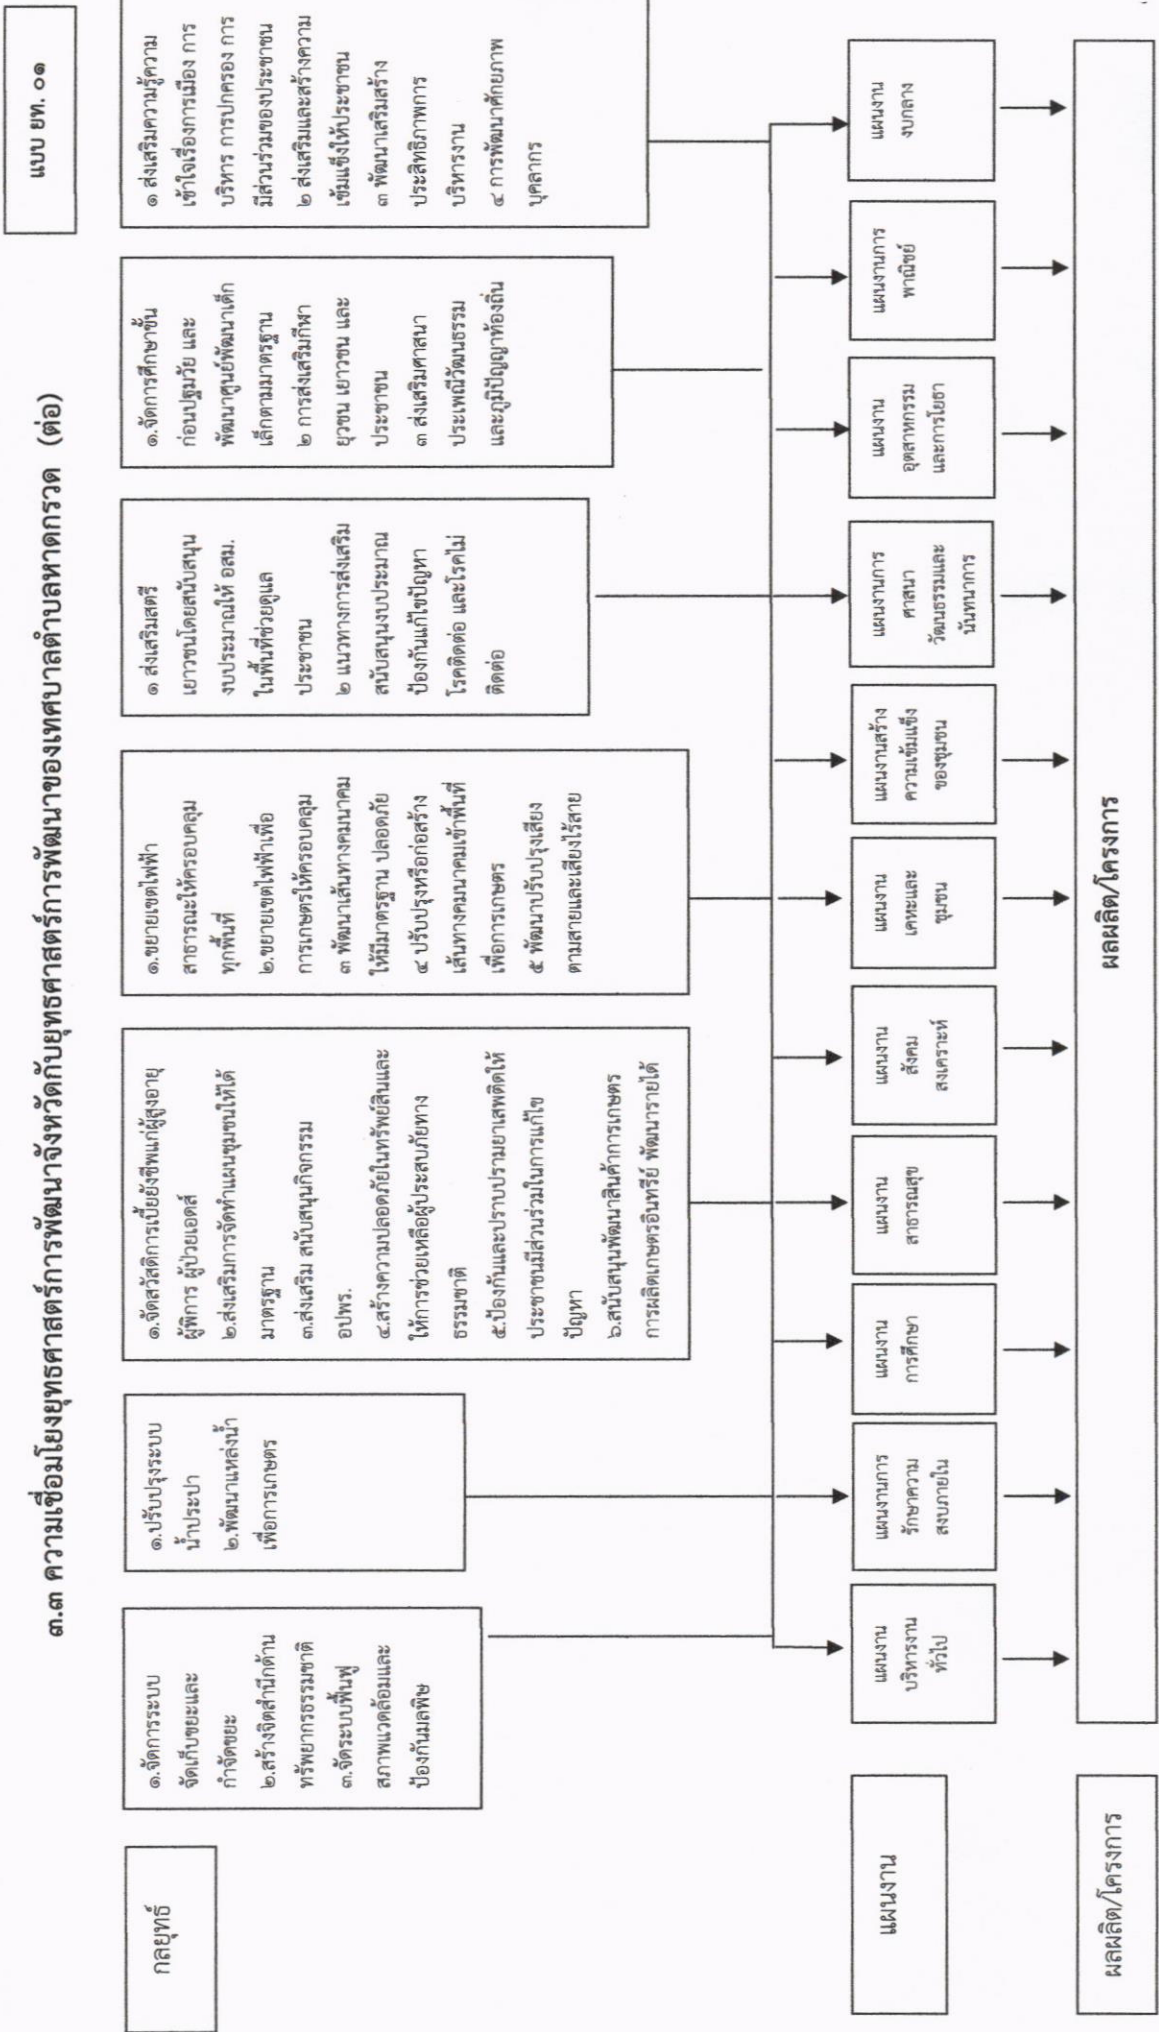 แบบ ยท. ๐๑
๓.๓ ความเชื่อมโยงยุทธศาสตร์การพัฒนาจังหวัดกับยุทธศาสตร์การพัฒนาของเทศบาลตำบลหาดกรวด (ต่อ)
กลยุทธ์
๑.จัดการระบบ
จัดเก็บขยะและ
กำจัดขยะ
๒.สร้างจิตสำนึกด้าน
ทรัพยากรธรรมชาติ
๓.จัดระบบฟื้นฟู
สภาพแวดล้อมและ
ป้องกันมลพิษ
๑.ปรับปรุงระบบ
น้ำประปา
๒.พัฒนาแหล่งน้ำ
เพื่อการเกษตร
๑.จัดสวัสดิการเบี้ยยังชีพแก่ผู้สูงอายุ
ผู้พิการ ผู้ป่วยเอดส์
๒.ส่งเสริมการจัดทำแผนชุมชนให้ได้
มาตรฐาน
๓.ส่งเสริม สนับสนุนกิจกรรม
อปพร.
๔.สร้างความปลอดภัยในทรัพย์สินและ
ให้การช่วยเหลือผู้ประสบภัยทาง
ธรรมชาติ
๕.ป้องกันและปราบปรามยาเสพติดให้
ประชาชนมีส่วนร่วมในการแก้ไข
ปัญหา
๖.สนับสนุนพัฒนาสินค้าการเกษตร
การผลิตเกษตรอินทรีย์ พัฒนารายได้
๑.ขยายเขตไฟฟ้า
สาธารณะให้ครอบคลุม
ทุกพื้นที่
๒.ขยายเขตไฟฟ้าเพื่อ
การเกษตรให้ครอบคลุม
๓ พัฒนาเส้นทางคมนาคม
ให้มีมาตรฐาน ปลอดภัย
๔ ปรับปรุงหรือก่อสร้าง
เส้นทางคมนาคมเข้าพื้นที่
เพื่อการเกษตร
๕ พัฒนาปรับปรุงเสียง
ตามสายและเสียงไร้สาย
๑ ส่งเสริมสตรี
เยาวชนโดยสนับสนุน
งบประมาณให้ อสม.
ในพื้นที่ช่วยดูแล
ประชาชน
๒ แนวทางการส่งเสริม
สนับสนุนงบประมาณ
ป้องกันแก้ไขปัญหา
โรคติดต่อ และโรคไม่
ติดต่อ
๑.จัดการศึกษาขั้น
ก่อนปฐมวัย และ
พัฒนาศูนย์พัฒนาเด็ก
เล็กตามมาตรฐาน
๒ การส่งเสริมกีฬา
ยุวชน เยาวชน และ
ประชาชน
๓ ส่งเสริมศาสนา
ประเพณีวัฒนธรรม
และภูมิปัญญาท้องถิ่น
๑ ส่งเสริมความรู้ความ
เข้าใจเรื่องการเมือง การ
บริหาร การปกครอง การ
มีส่วนร่วมของประชาชน
๒ ส่งเสริมและสร้างความ
เข้มแข็งให้ประชาชน
๓ พัฒนาเสริมสร้าง
ประสิทธิภาพการ
บริหารงาน
๔ การพัฒนาศักยภาพ
บุคลากร
แผนงาน
แผนงาน
บริหารงาน
ทั่วไป
แผนงานการ
รักษาความ
สงบภายใน
แผนงาน
การศึกษา
แผนงาน
สาธารณสุข
แผนงาน
สังคม
สงเคราะห์
แผนงาน
เคหะและ
ชุมชน
แผนงานสร้าง
ความเข้มแข็ง
ของชุมชน
แผนงานการ
ศาสนา
วัฒนธรรมและ
นันทนาการ
แผนงาน
อุตสาหกรรม
และการโยธา
แผนงานการ
พาณิชย์
แผนงาน
งบกลาง
ผลผลิต/โครงการ
ผลผลิต/โครงการ